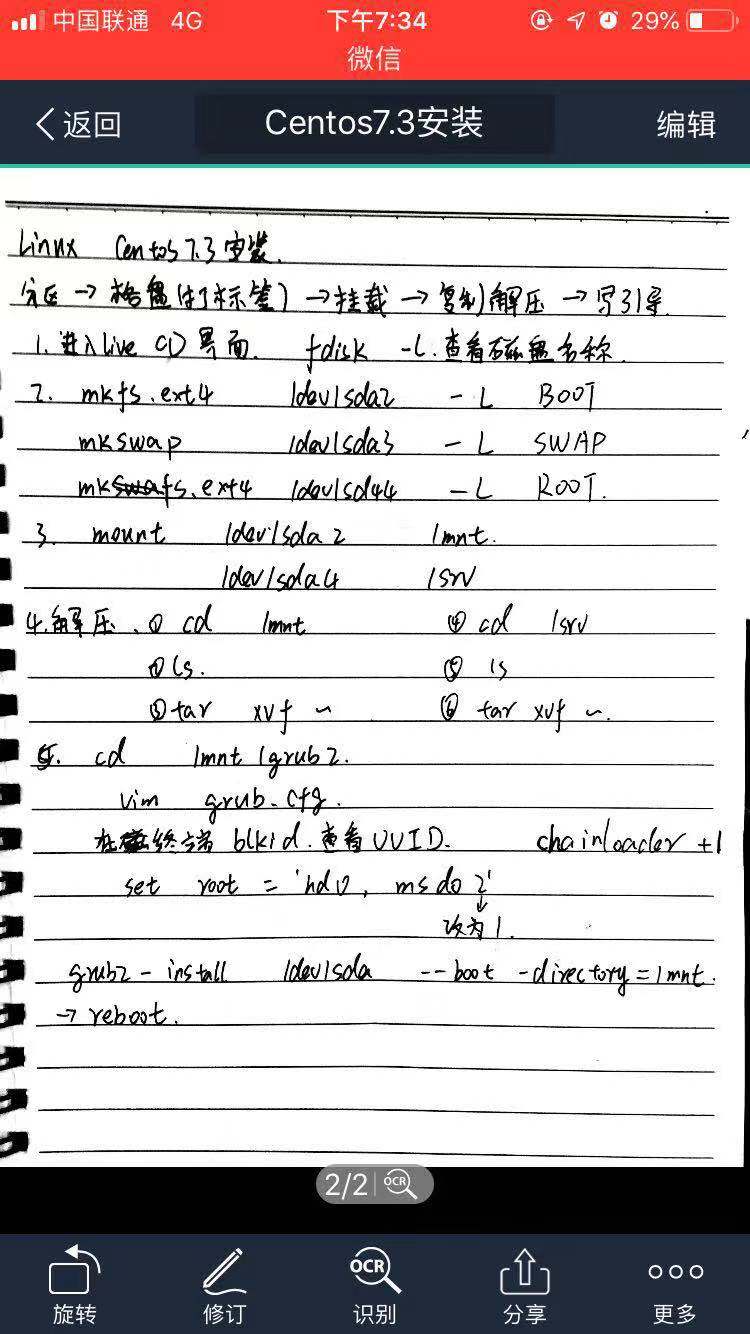 中国联通 4G 下午7:34 29%
微信
返回 Centos7.3安装 编辑
Linux Centos7.3安装.
分区 → 格盘(打标签) → 挂载 → 复制解压 → 写引导.
1. 进入live CD 界面. fdisk -l.查看磁盘名称.
2. mkfs.ext4 /dev/sda2 -L BOOT
mkswap /dev/sda3 -L SWAP
mkfs.ext4 /dev/sd44 -L ROOT.
3. mount /dev/sda2 /mnt.
/dev/sda4 /srv
4.解压. ① cd /mnt ④ cd /srv
② ls. ⑤ ls
③ tar xvf ~ ⑥ tar xvf ~.
5. cd /mnt/grub2.
vim grub.cfg.
在终端 blkid.查看UUID. chainloader +1
set root = 'hd0, msdo 2'
↓
改为1.
grub2-install /dev/sda --boot-directory=/mnt.
→ reboot.
2/2 OCR
OCR
旋转 修订 识别 分享 更多